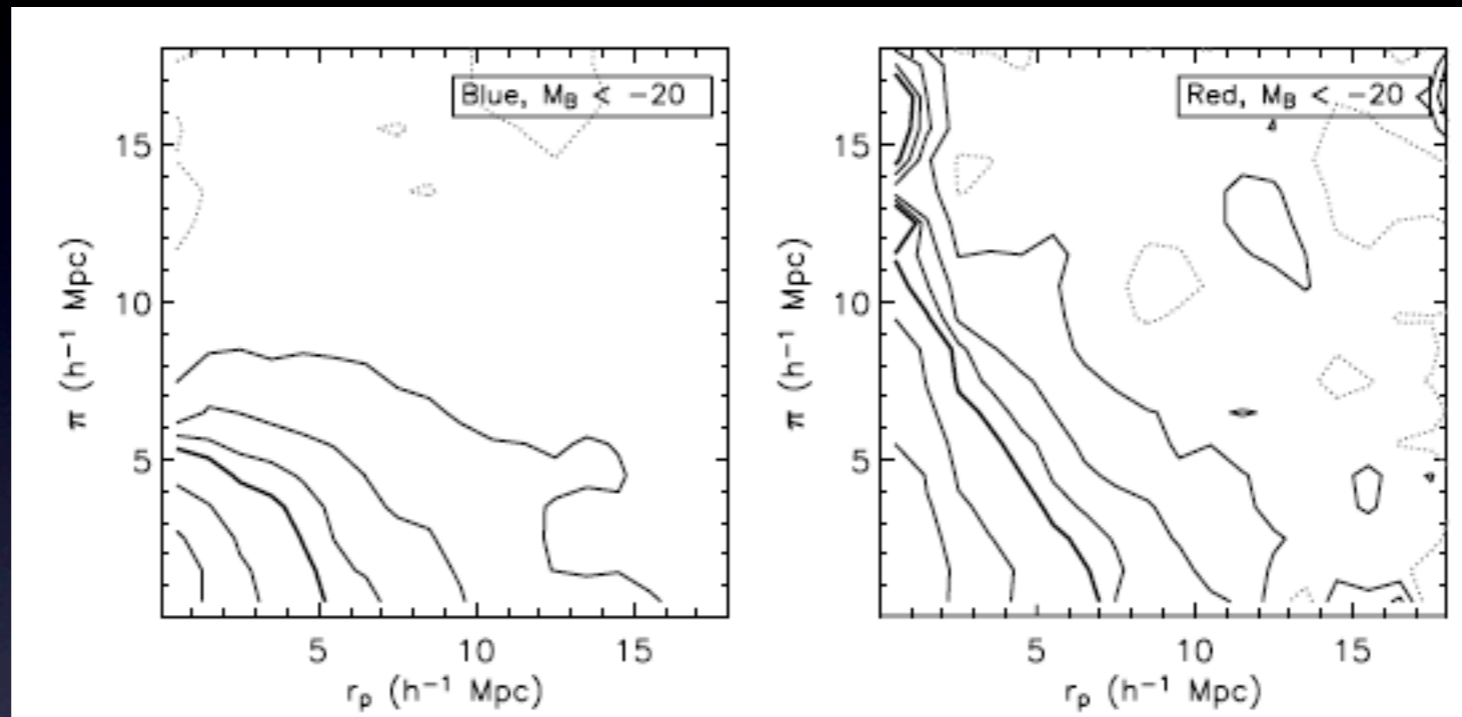 Blue, M_B < −20
15
10
5
π (h⁻¹ Mpc)
5 10 15
r_p (h⁻¹ Mpc)
Red, M_B < −20
15
10
5
π (h⁻¹ Mpc)
5 10 15
r_p (h⁻¹ Mpc)